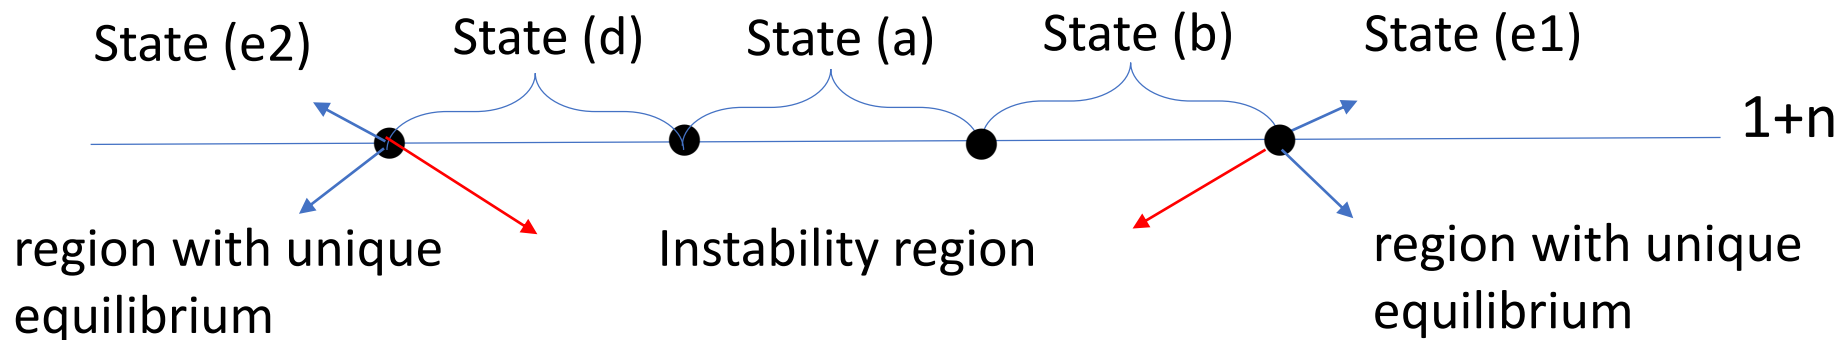 State (e2)
State (d)
State (a)
State (b)
State (e1)
1+n
region with unique
equilibrium
Instability region
region with unique
equilibrium